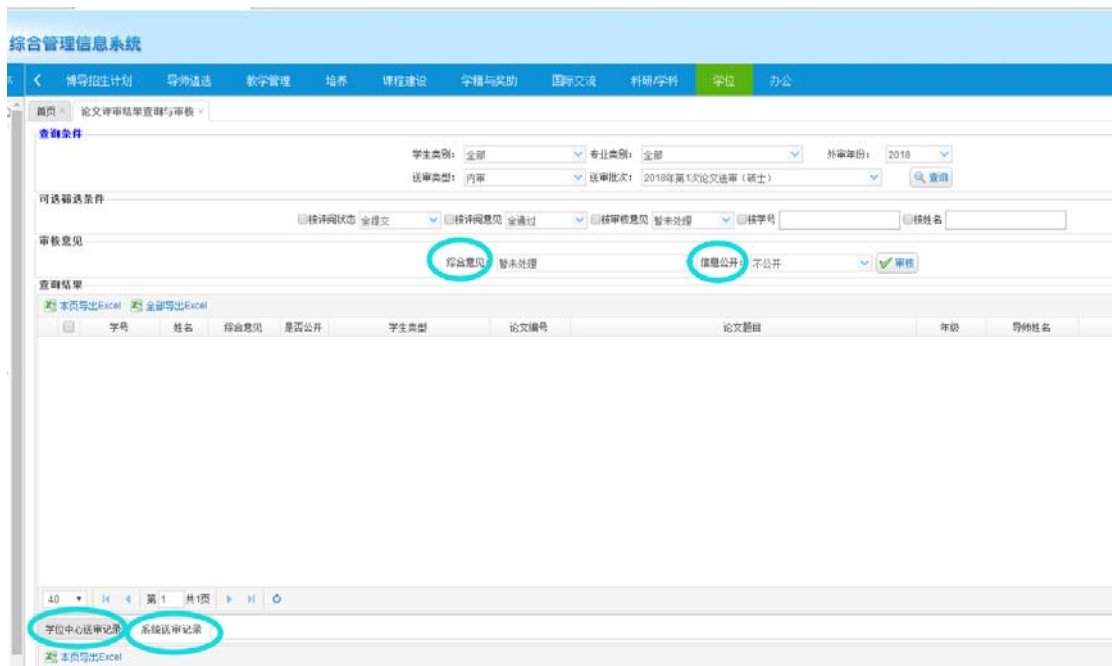 综合管理信息系统
博导招生计划 导师遴选 教学管理 培养 课程建设 学籍与奖助 国际交流 科研/学科 学位 办公
首页 × 论文评审结果查询与审核 ×
查询条件
学生类别: 全部 专业类别: 全部 外审年份: 2018
送审类型: 内审 送审批次: 2018年第1次论文送审(硕士) 查询
可选筛选条件
按评阅状态 全提交 按评阅意见 全通过 按审核意见 暂未处理 按学号 按姓名
审核意见
综合意见: 暂未处理 信息公开: 不公开 审核
查询结果
本页导出Excel 全部导出Excel
学号 姓名 综合意见 是否公开 学生类型 论文编号 论文题目 年级 导师姓名
40 第 1 共1页
学位中心送审记录 系统送审记录
本页导出Excel